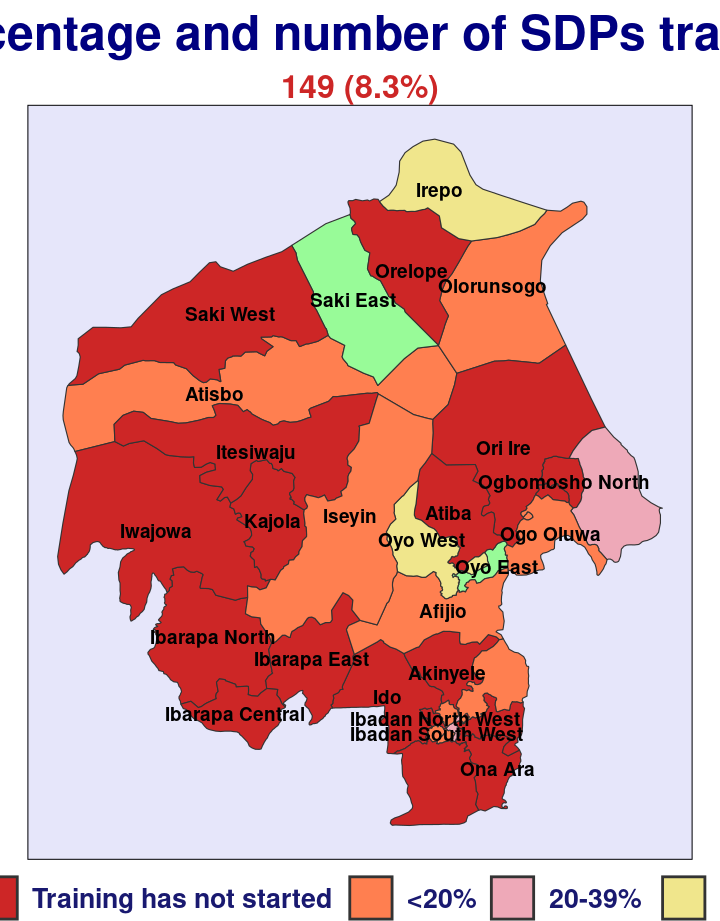 centage and number of SDPs tra
149 (8.3%)
Irepo
Orelope
Olorunsogo
Saki East
Saki West
Atisbo
Ori Ire
Itesiwaju
Ogbomosho North
Atiba
Iseyin
Kajola
Iwajowa
Ogo Oluwa
Oyo West
Oyo East
Afijio
Ibarapa North
Ibarapa East
Akinyele
Ido
Ibarapa Central
Ibadan North West
Ibadan South West
Ona Ara
Training has not started <20% 20-39%